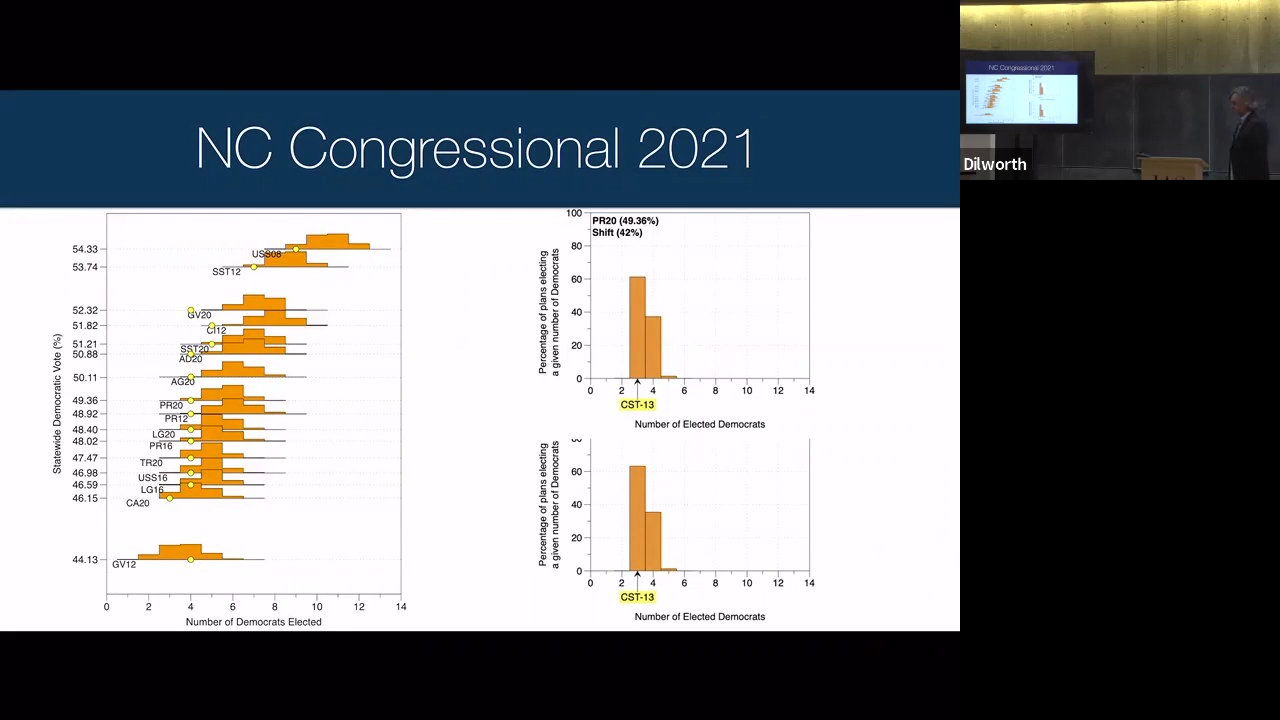 NC Congressional 2021
Statewide Democratic Vote (%)
54.33
53.74
52.32
51.82
51.21
50.88
50.11
49.36
48.92
48.40
48.02
47.47
46.98
46.59
46.15
44.13
USS08
SST12
GV20
CI12
SST20
AD20
AG20
PR20
PR12
LG20
PR16
TR20
USS16
LG16
CA20
GV12
0 2 4 6 8 10 12 14
Number of Democrats Elected
Percentage of plans electing
a given number of Democrats
100
80
60
40
20
0
PR20 (49.36%)
Shift (42%)
0 2 4 6 8 10 12 14
CST-13
Number of Elected Democrats
Percentage of plans electing
a given number of Democrats
60
40
20
0
0 2 4 6 8 10 12 14
CST-13
Number of Elected Democrats
NC Congressional 2021
Dilworth